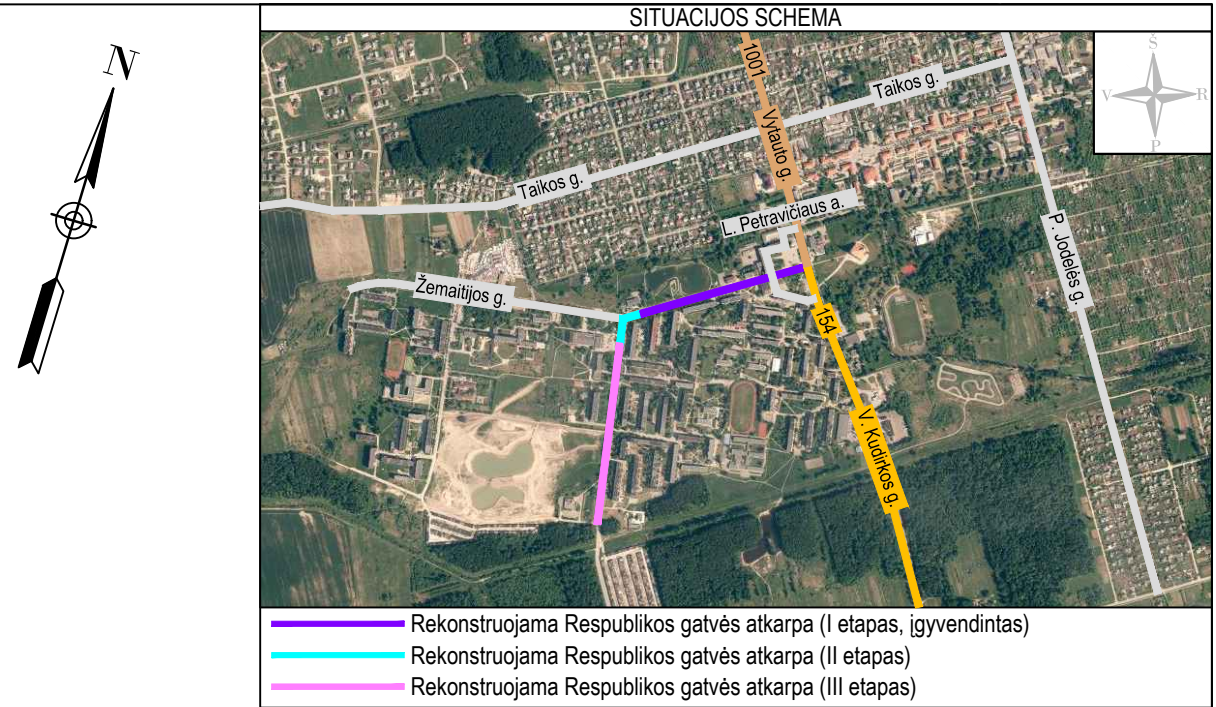 SITUACIJOS SCHEMA
N
1001
Vytauto g.
Taikos g.
Š
V
R
P
Taikos g.
L. Petravičiaus a.
P. Jodelės g.
Žemaitijos g.
154
V. Kudirkos g.
Rekonstruojama Respublikos gatvės atkarpa (I etapas, įgyvendintas)
Rekonstruojama Respublikos gatvės atkarpa (II etapas)
Rekonstruojama Respublikos gatvės atkarpa (III etapas)